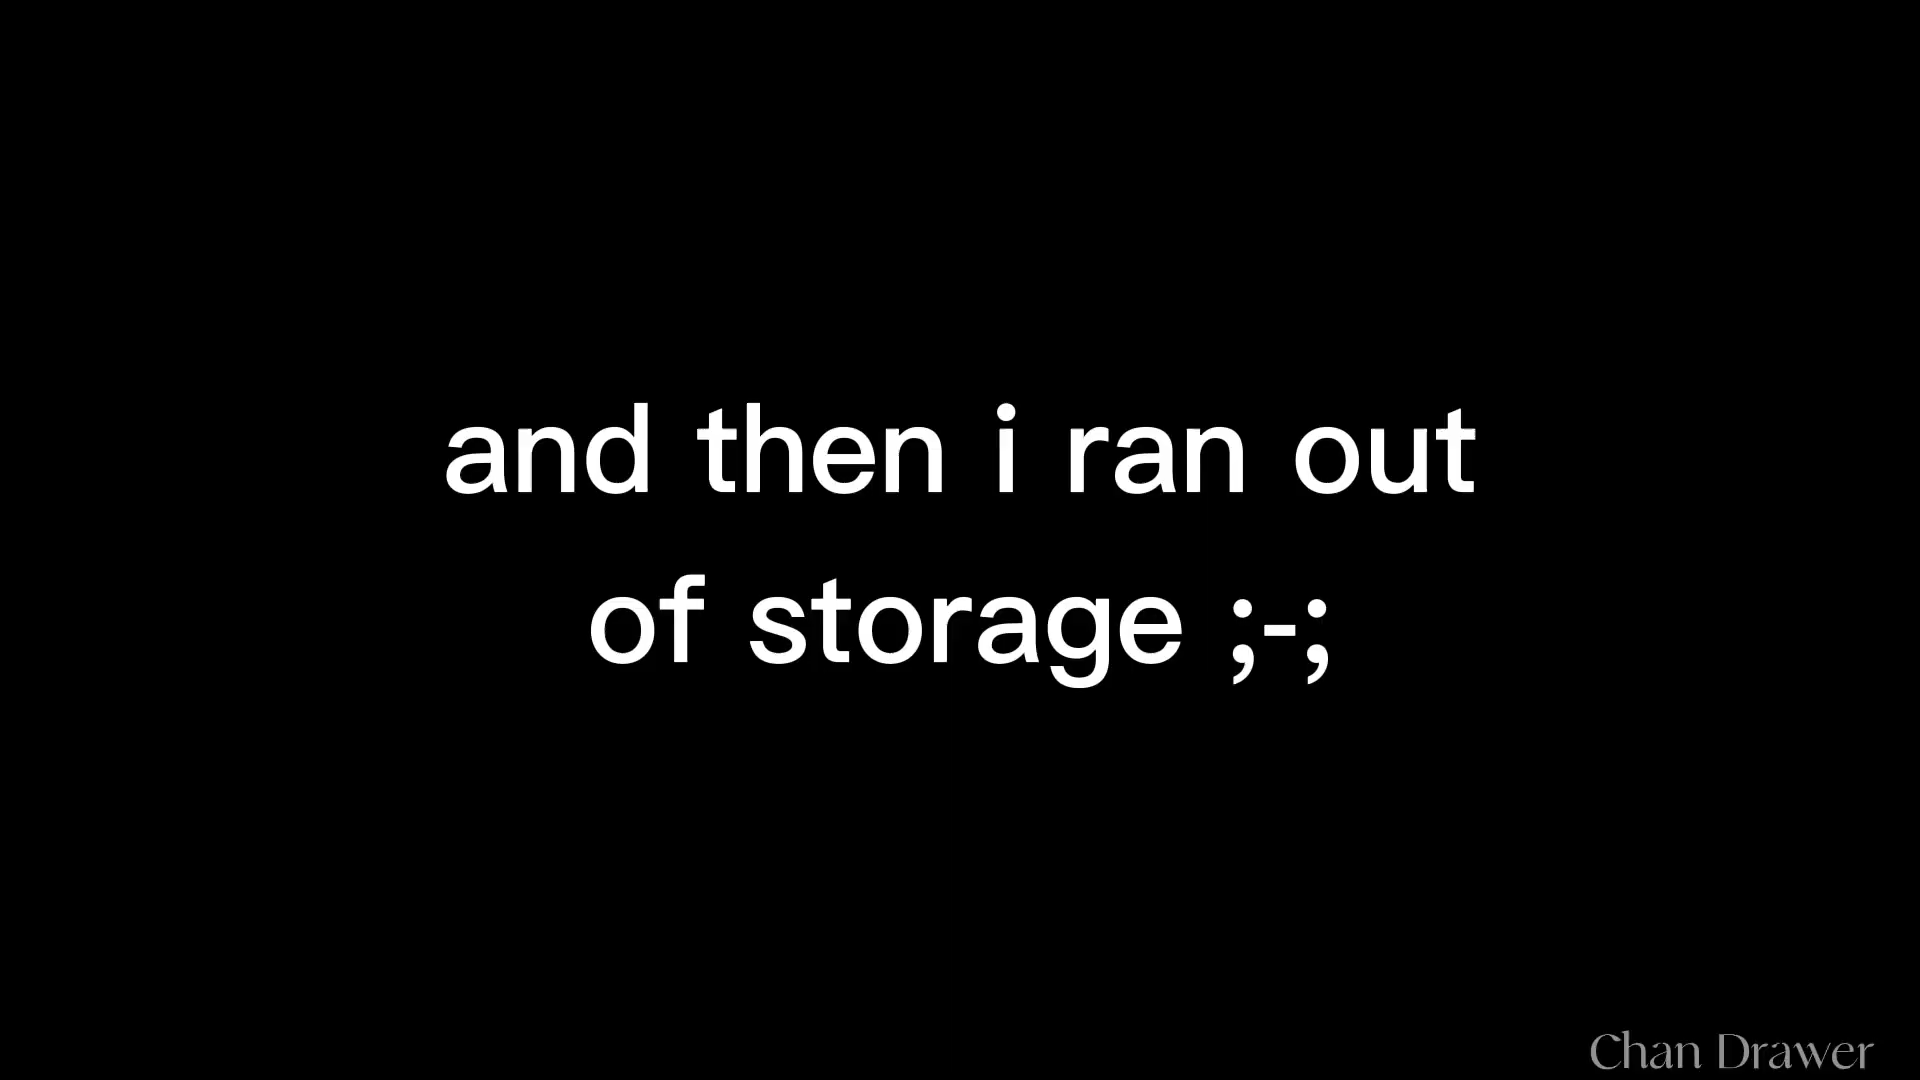 and then i ran out
of storage ;-;
Chan Drawer